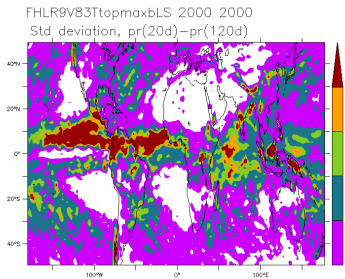 FHLR9V83TtopmaxbLS 2000 2000
Std deviation, pr(20d)-pr(120d)
40°N
20°N
0°
20°S
40°S
100°W 0° 100°E